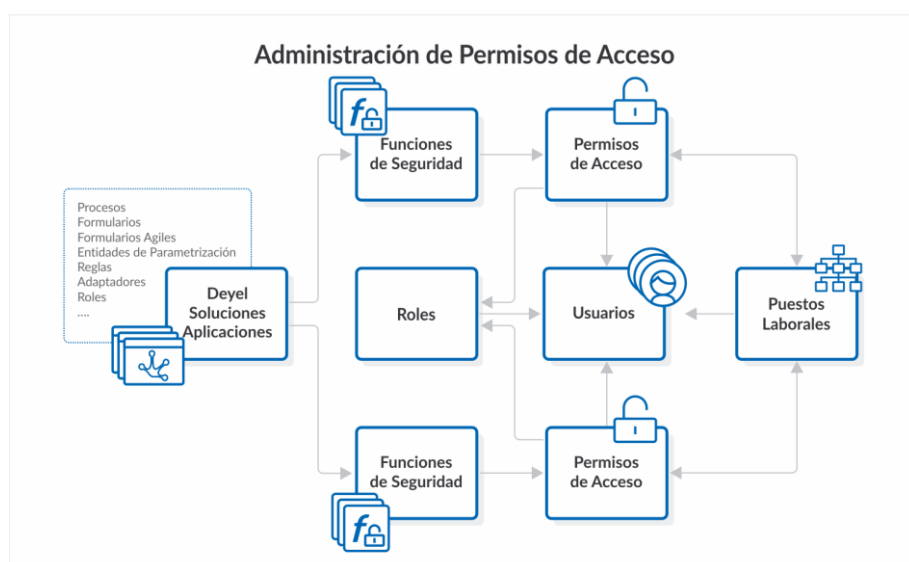 Administración de Permisos de Acceso
Funciones
de Seguridad
Permisos
de Acceso
Procesos
Formularios
Formularios Agiles
Entidades de Parametrización
Reglas
Adaptadores
Roles
....
Deyel
Soluciones
Aplicaciones
Roles
Usuarios
Puestos
Laborales
Funciones
de Seguridad
Permisos
de Acceso